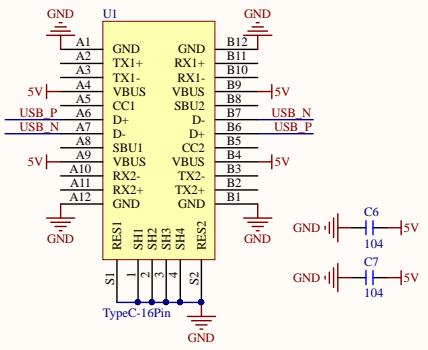 U1
GND
GND
A1 GND GND B12
A2 TX1+ RX1+ B11
A3 TX1- RX1- B10
5V A4 VBUS VBUS B9 5V
A5 CC1 SBU2 B8
USB_P A6 D+ D- B7 USB_N
USB_N A7 D- D+ B6 USB_P
A8 SBU1 CC2 B5
5V A9 VBUS VBUS B4 5V
A10 RX2- TX2- B3
A11 RX2+ TX2+ B2
A12 GND GND B1
GND
GND
RES1 SH1 SH2 SH3 SH4 RES2
S1 1 2 3 4 S2
TypeC-16Pin
GND
C6
GND 5V
104
C7
GND 5V
104